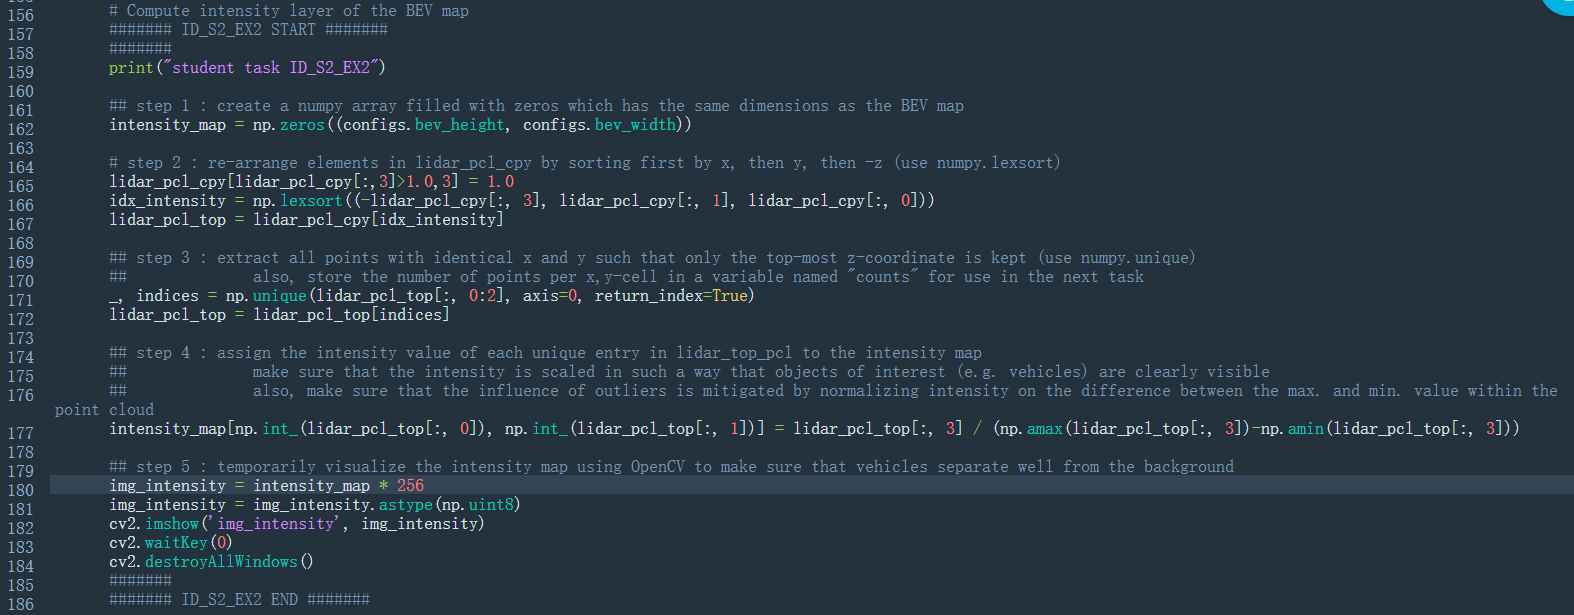 156 # Compute intensity layer of the BEV map
157 ####### ID_S2_EX2 START #######
158 #######
159 print("student task ID_S2_EX2")
160
161 ## step 1 : create a numpy array filled with zeros which has the same dimensions as the BEV map
162 intensity_map = np.zeros((configs.bev_height, configs.bev_width))
163
164 # step 2 : re-arrange elements in lidar_pcl_cpy by sorting first by x, then y, then -z (use numpy.lexsort)
165 lidar_pcl_cpy[lidar_pcl_cpy[:,3]>1.0,3] = 1.0
166 idx_intensity = np.lexsort((-lidar_pcl_cpy[:, 3], lidar_pcl_cpy[:, 1], lidar_pcl_cpy[:, 0]))
167 lidar_pcl_top = lidar_pcl_cpy[idx_intensity]
168
169 ## step 3 : extract all points with identical x and y such that only the top-most z-coordinate is kept (use numpy.unique)
170 ## also, store the number of points per x,y-cell in a variable named "counts" for use in the next task
171 _, indices = np.unique(lidar_pcl_top[:, 0:2], axis=0, return_index=True)
172 lidar_pcl_top = lidar_pcl_top[indices]
173
174 ## step 4 : assign the intensity value of each unique entry in lidar_top_pcl to the intensity map
175 ## make sure that the intensity is scaled in such a way that objects of interest (e.g. vehicles) are clearly visible
176 ## also, make sure that the influence of outliers is mitigated by normalizing intensity on the difference between the max. and min. value within the
point cloud
177 intensity_map[np.int_(lidar_pcl_top[:, 0]), np.int_(lidar_pcl_top[:, 1])] = lidar_pcl_top[:, 3] / (np.amax(lidar_pcl_top[:, 3])-np.amin(lidar_pcl_top[:, 3]))
178
179 ## step 5 : temporarily visualize the intensity map using OpenCV to make sure that vehicles separate well from the background
180 img_intensity = intensity_map * 256
181 img_intensity = img_intensity.astype(np.uint8)
182 cv2.imshow('img_intensity', img_intensity)
183 cv2.waitKey(0)
184 cv2.destroyAllWindows()
185 #######
186 ####### ID_S2_EX2 END #######